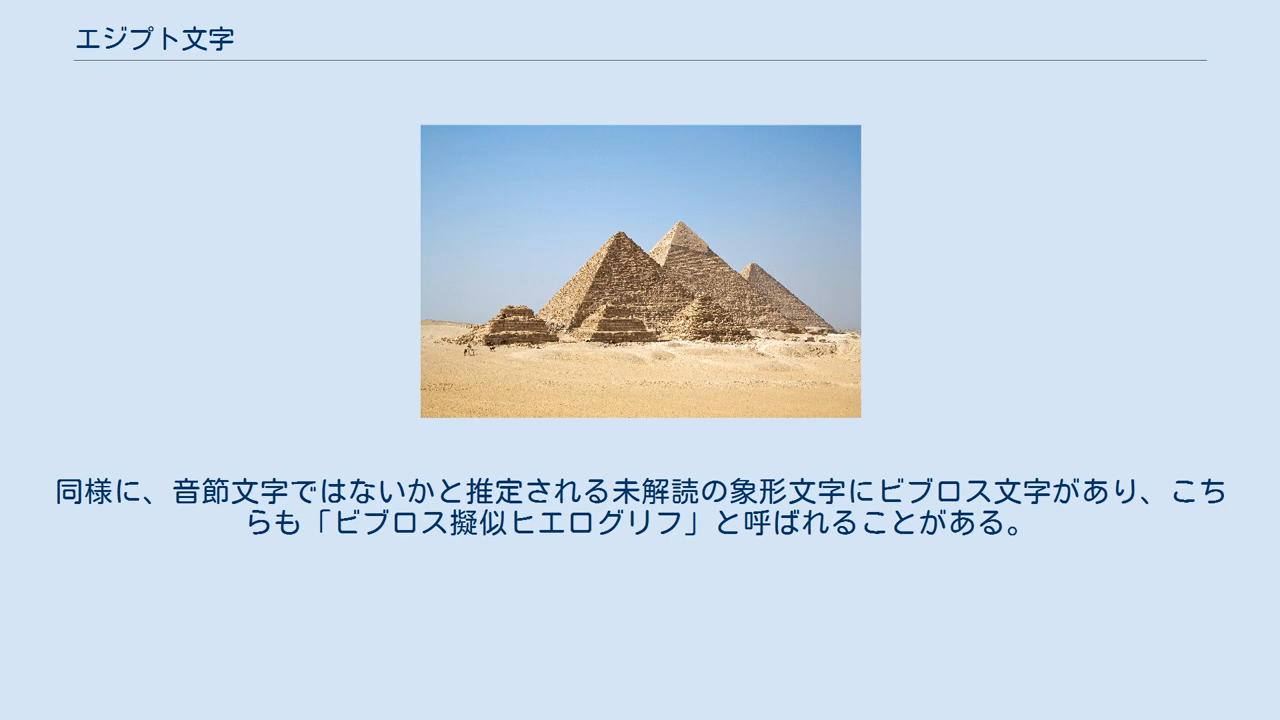 エジプト文字
同様に、音節文字ではないかと推定される未解読の象形文字にビブロス文字があり、こち
らも「ビブロス擬似ヒエログリフ」と呼ばれることがある。